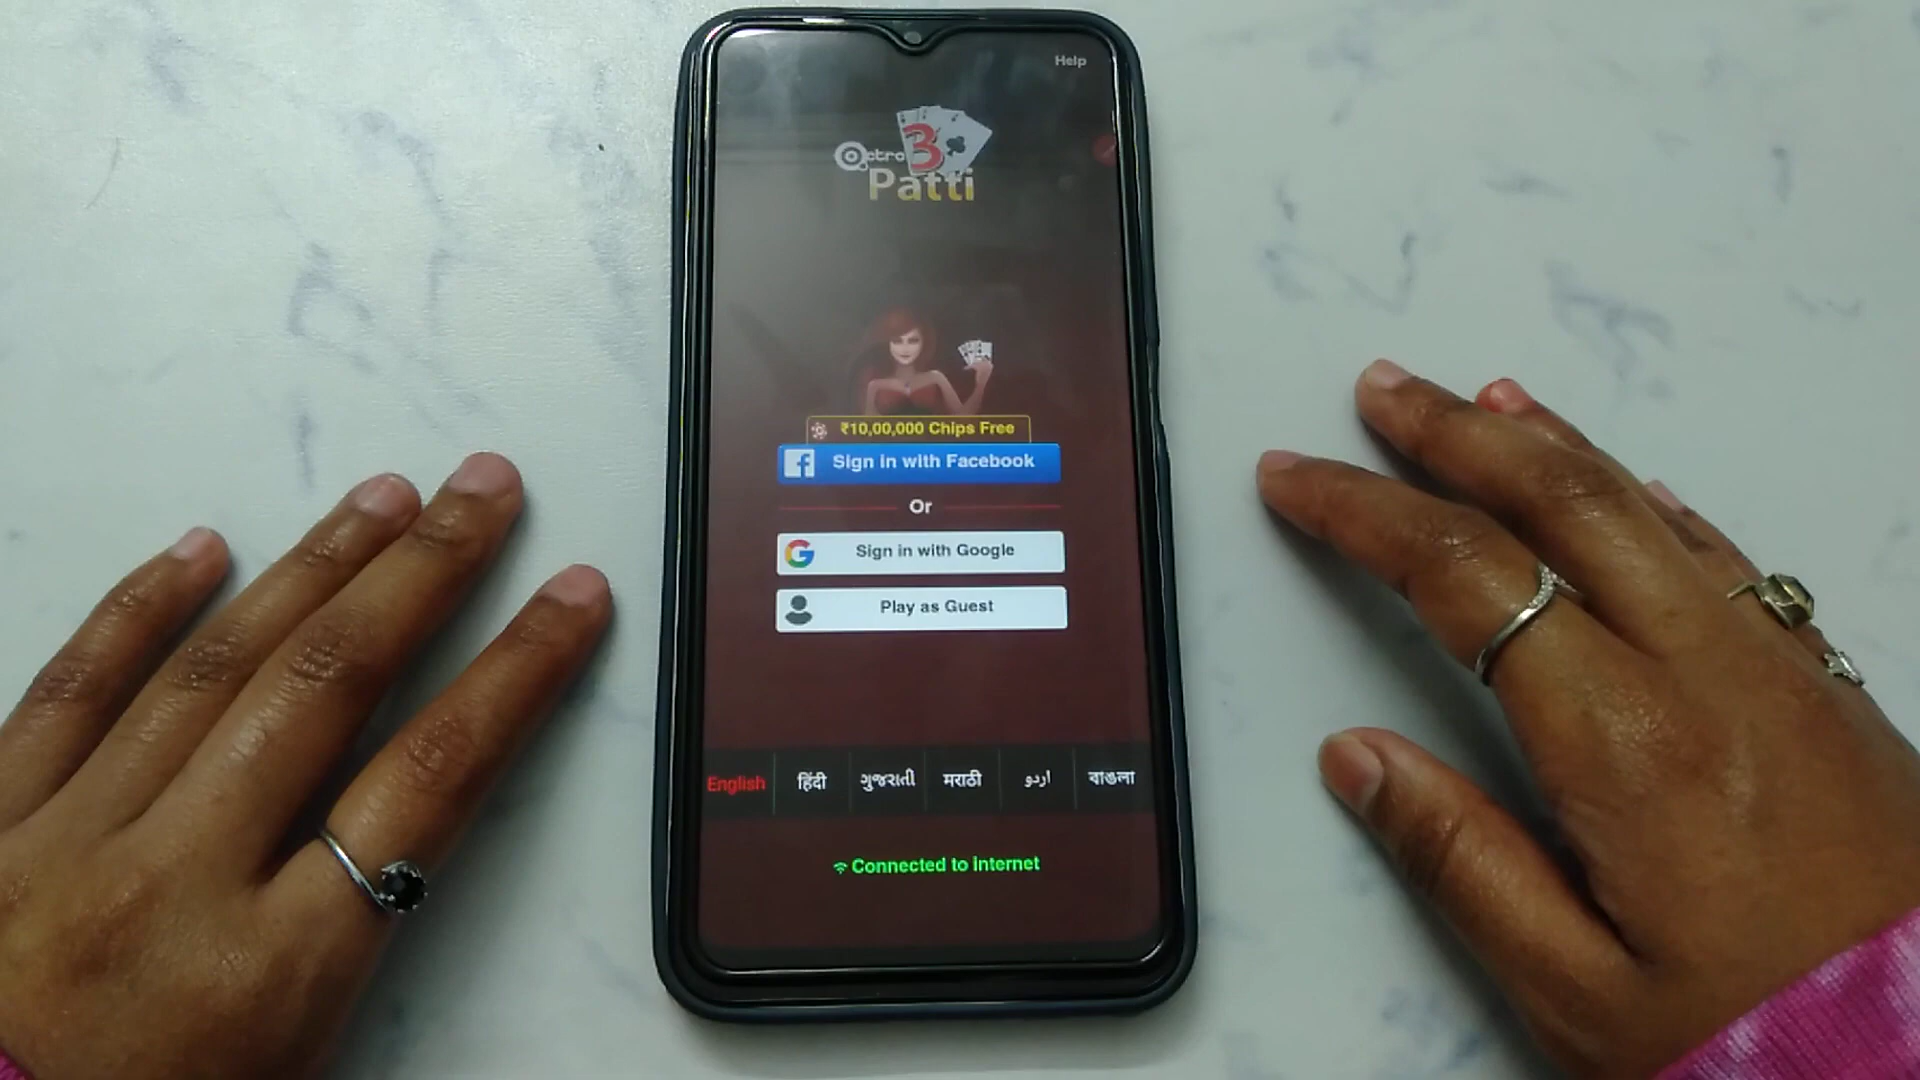 Help
Octro 3
Patti
₹10,00,000 Chips Free
Sign in with Facebook
Or
Sign in with Google
Play as Guest
English हिंदी ગુજરાતી मराठी اردو বাঙলা
Connected to internet